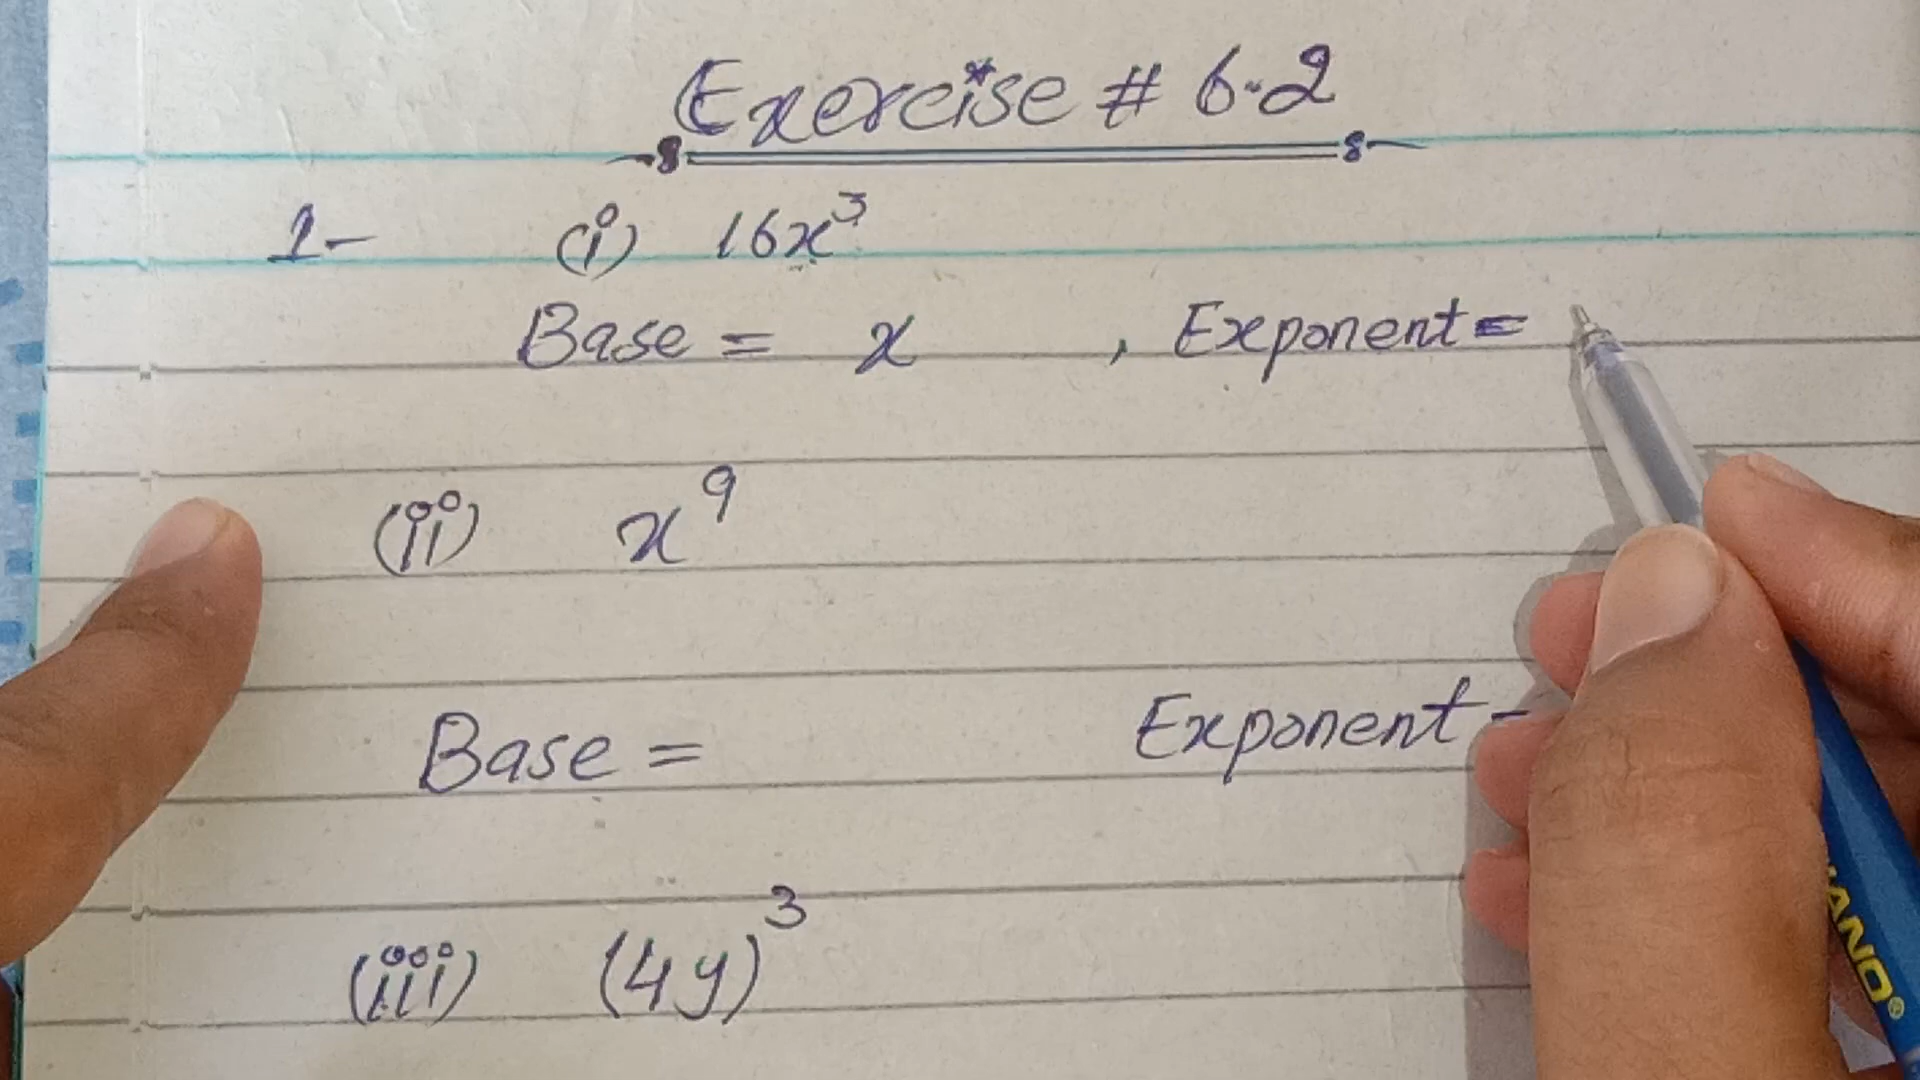 Exercise # 6.2
1- (i) 16x³
Base = x , Exponent =
(ii) x⁹
Base = Exponent -
(iii) (4y)³